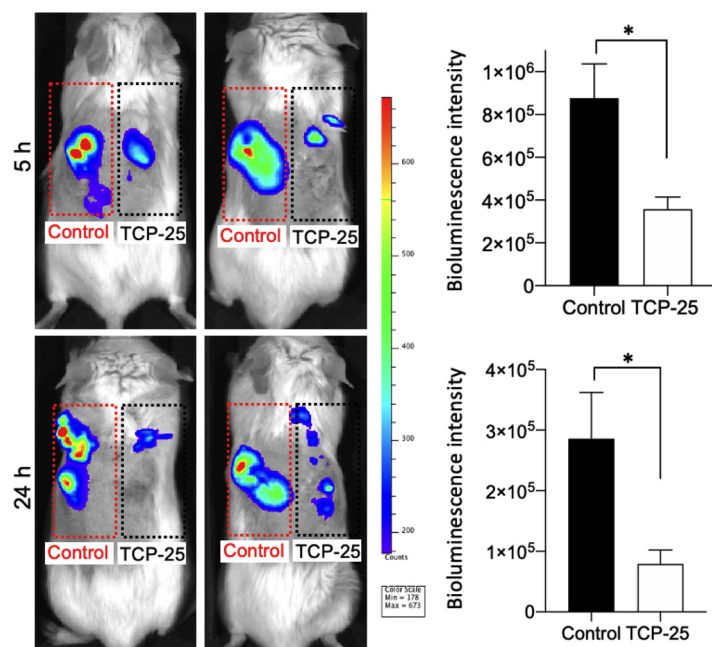 5 h
Control TCP-25
Control TCP-25
24 h
Control TCP-25
Control TCP-25
600
500
400
300
200
Counts
Color Scale
Min = 178
Max = 673
Bioluminescence intensity
1×10⁶
8×10⁵
6×10⁵
4×10⁵
2×10⁵
0
*
Control TCP-25
Bioluminescence intensity
4×10⁵
3×10⁵
2×10⁵
1×10⁵
0
*
Control TCP-25